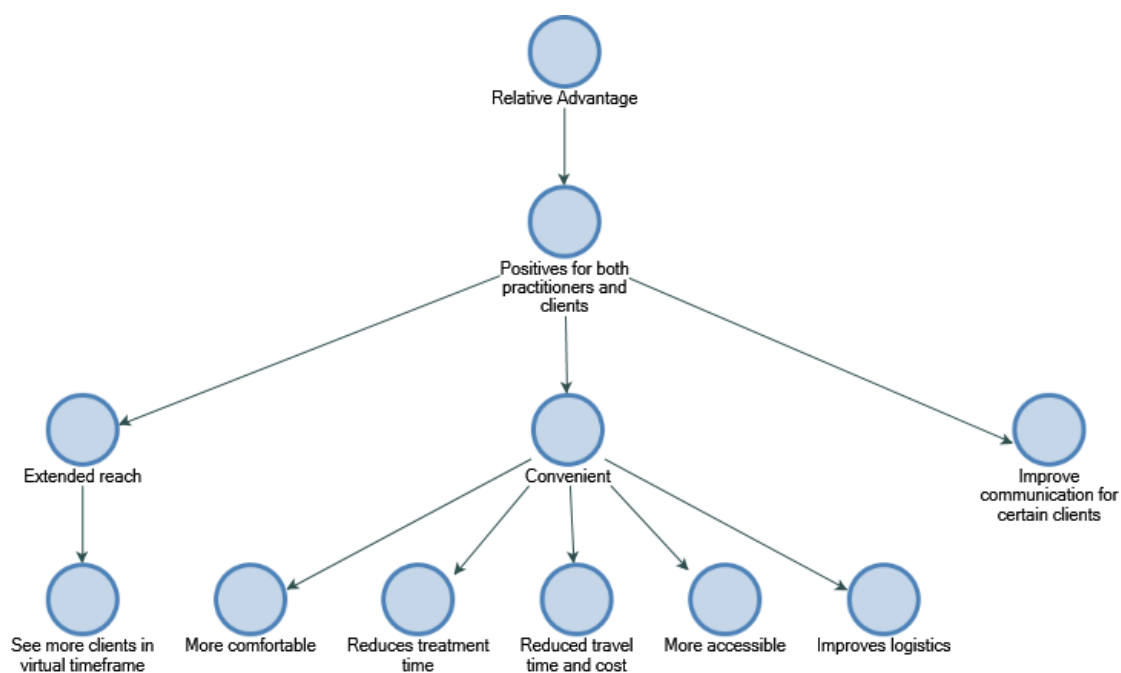 Relative Advantage
Positives for both
practitioners and
clients
Extended reach
Convenient
Improve
communication for
certain clients
See more clients in
virtual timeframe
More comfortable
Reduces treatment
time
Reduced travel
time and cost
More accessible
Improves logistics